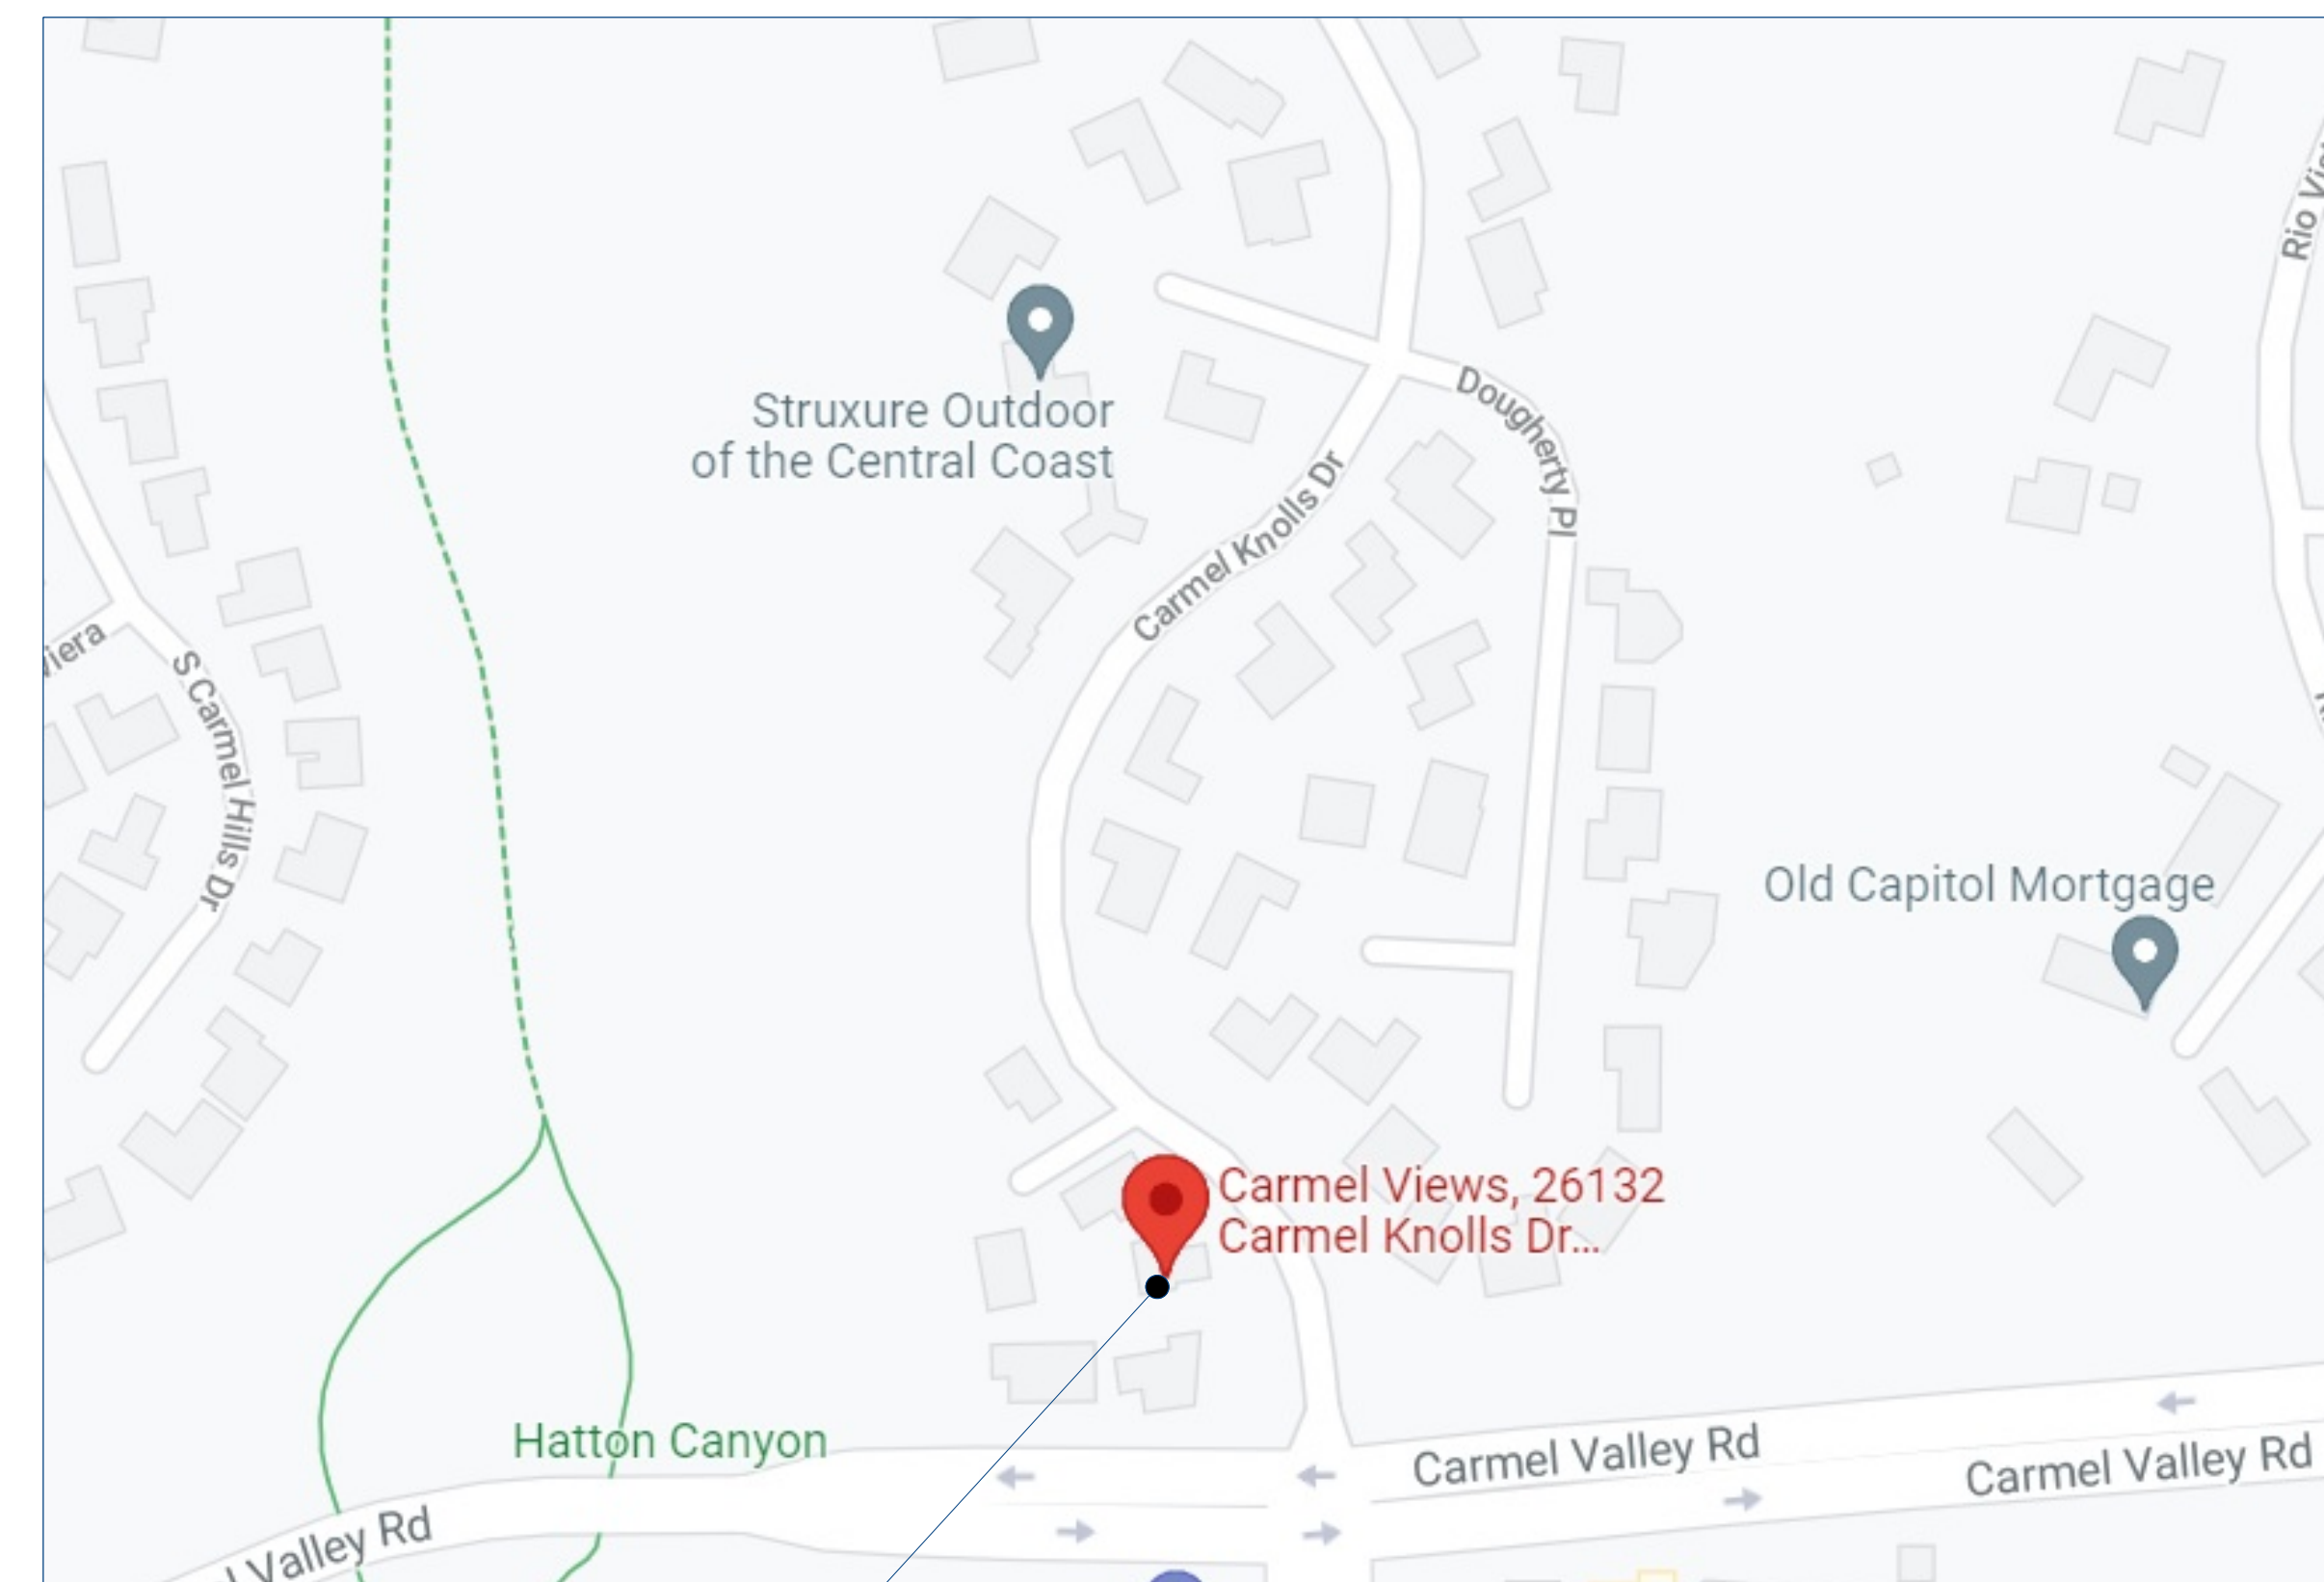 Rio
Struxure Outdoor
of the Central Coast
Dougherty Pl
Carmel Knolls Dr
S Carmel Hills Dr
Old Capitol Mortgage
Carmel Views, 26132
Carmel Knolls Dr...
Hatton Canyon
Carmel Valley Rd
Carmel Valley Rd
Valley Rd